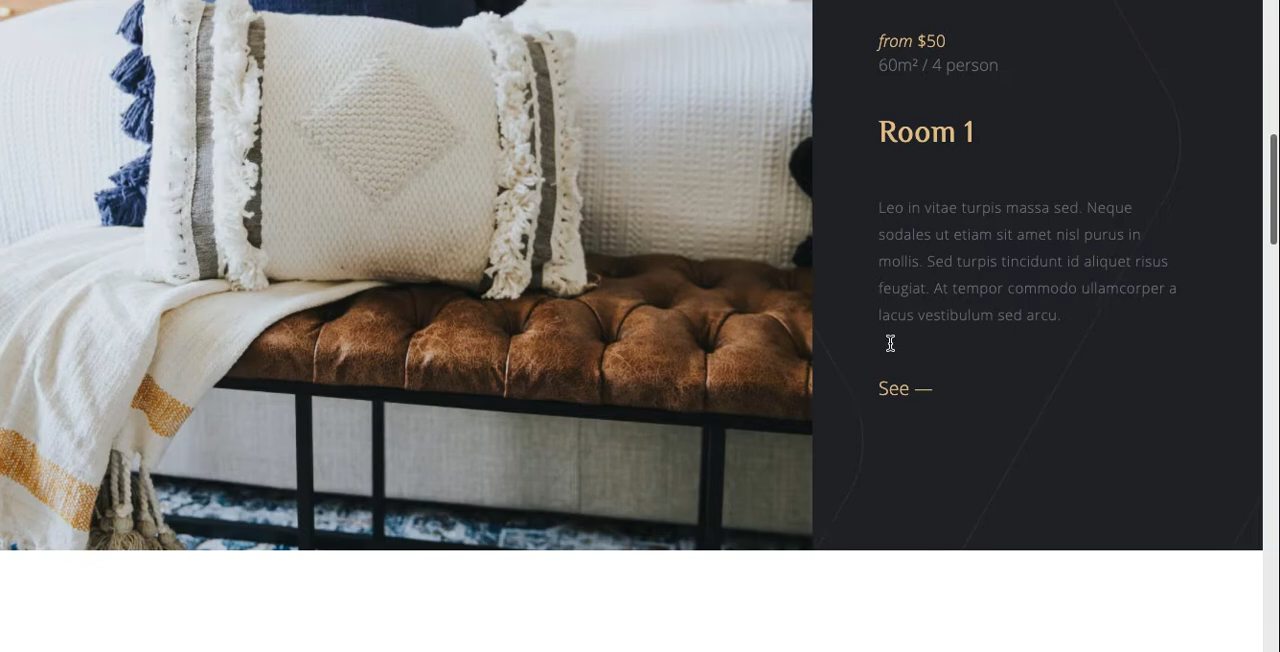 from $50
60m² / 4 person
Room 1
Leo in vitae turpis massa sed. Neque
sodales ut etiam sit amet nisl purus in
mollis. Sed turpis tincidunt id aliquet risus
feugiat. At tempor commodo ullamcorper a
lacus vestibulum sed arcu.
See —